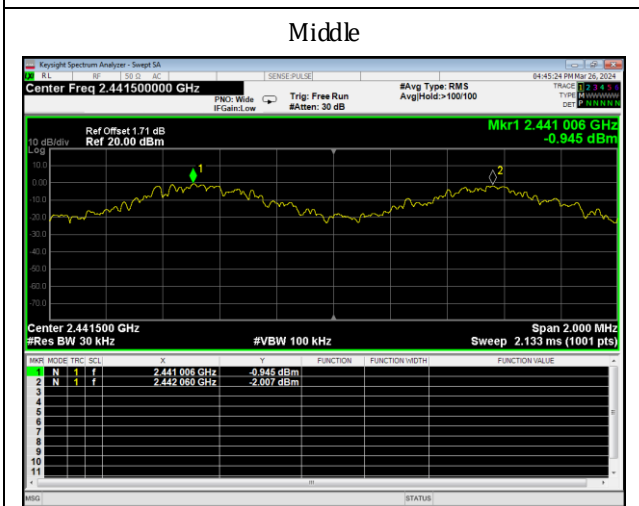 Middle
Keysight Spectrum Analyzer - Swept SA
RL RF 50 Ω AC SENSE:PULSE 04:45:24 PM Mar 26, 2024
Center Freq 2.441500000 GHz #Avg Type: RMS TRACE 1 2 3 4 5 6
PNO: Wide Trig: Free Run Avg|Hold:>100/100 TYPE M WWWWW
IFGain:Low #Atten: 30 dB DET P N N N N N
Mkr1 2.441 006 GHz
Ref Offset 1.71 dB
10 dB/div Ref 20.00 dBm -0.945 dBm
Log
10.0
0.00
-10.0
-20.0
-30.0
-40.0
-50.0
-60.0
-70.0
1
2
Center 2.441500 GHz Span 2.000 MHz
#Res BW 30 kHz #VBW 100 kHz Sweep 2.133 ms (1001 pts)
MKR MODE TRC SCL X Y FUNCTION FUNCTION WIDTH FUNCTION VALUE
1 N 1 f 2.441 006 GHz -0.945 dBm
2 N 1 f 2.442 060 GHz -2.007 dBm
3
4
5
6
7
8
9
10
11
MSG STATUS